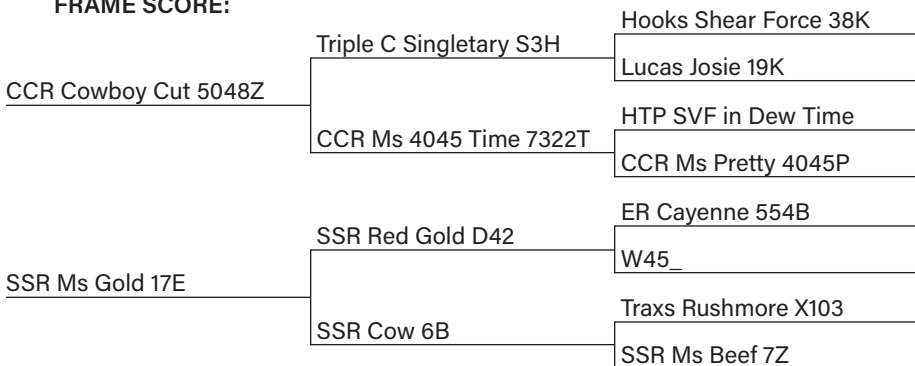 FRAME SCORE:
Hooks Shear Force 38K
Triple C Singletary S3H
Lucas Josie 19K
CCR Cowboy Cut 5048Z
HTP SVF in Dew Time
CCR Ms 4045 Time 7322T
CCR Ms Pretty 4045P
ER Cayenne 554B
SSR Red Gold D42
W45_
SSR Ms Gold 17E
Traxs Rushmore X103
SSR Cow 6B
SSR Ms Beef 7Z